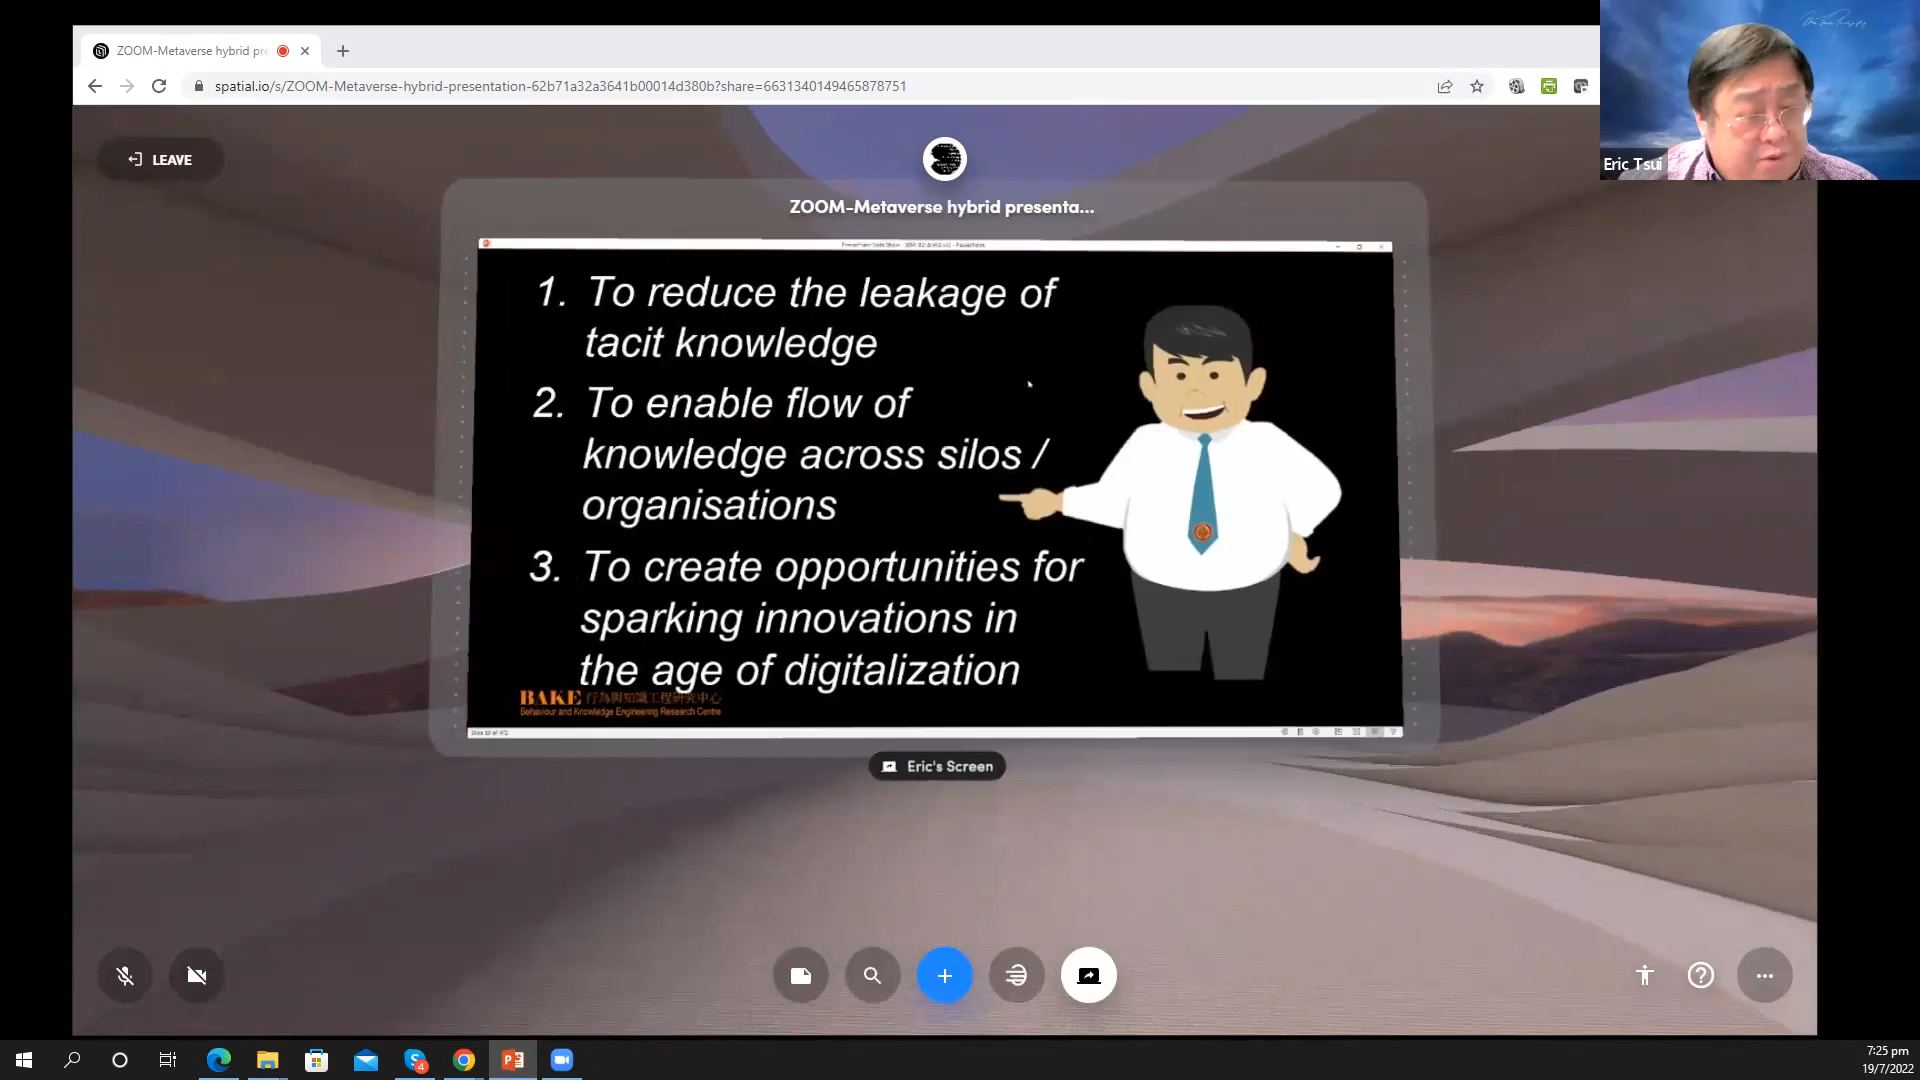 ZOOM-Metaverse hybrid pre
spatial.io/s/ZOOM-Metaverse-hybrid-presentation-62b71a32a3641b00014d380b?share=6631340149465878751
Eric Tsui
LEAVE
ZOOM-Metaverse hybrid presenta...
1. To reduce the leakage of
tacit knowledge
2. To enable flow of
knowledge across silos /
organisations
3. To create opportunities for
sparking innovations in
the age of digitalization
BAKE 行為與知識工程研究中心
Behaviour and Knowledge Engineering Research Centre
Eric's Screen
4
7:25 pm
19/7/2022